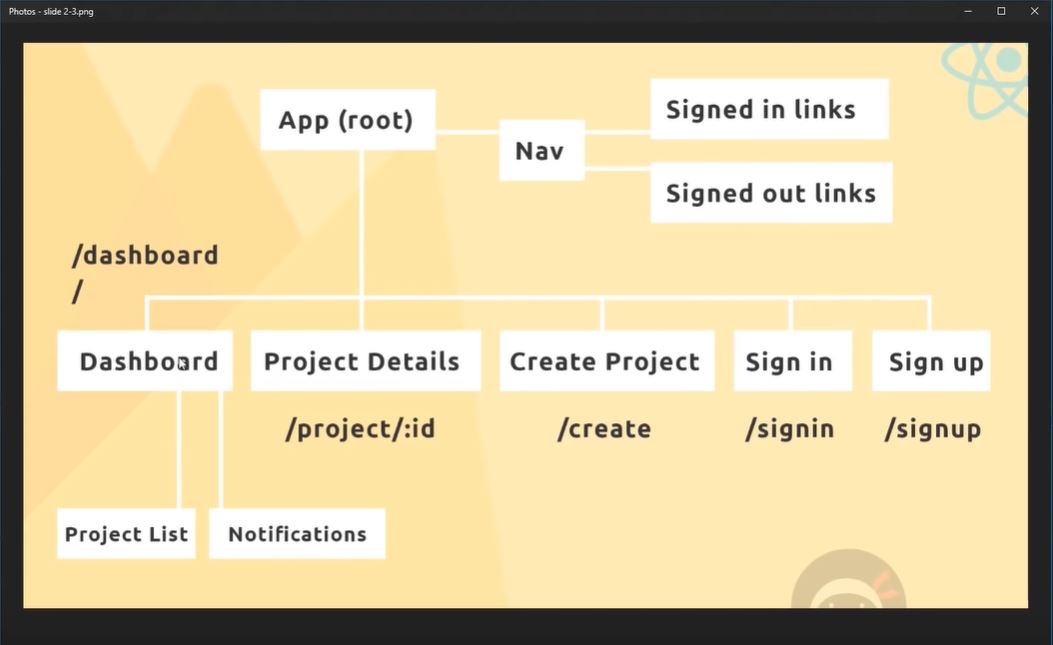 Photos - slide 2-3.png
App (root)
Nav
Signed in links
Signed out links
/dashboard
/
Dashboard
Project Details
Create Project
Sign in
Sign up
/project/:id
/create
/signin
/signup
Project List
Notifications